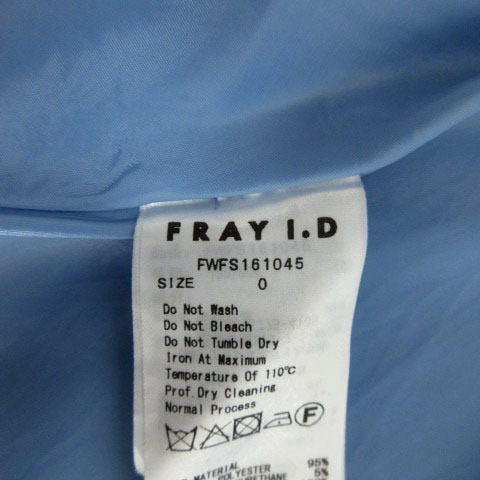 FRAY I.D
FWFS161045
SIZE 0
Do Not Wash
Do Not Bleach
Do Not Tumble Dry
Iron At Maximum
Temperature Of 110℃
Prof.Dry Cleaning
Normal Process
F
MATERIAL 95%
POLYESTER 5%